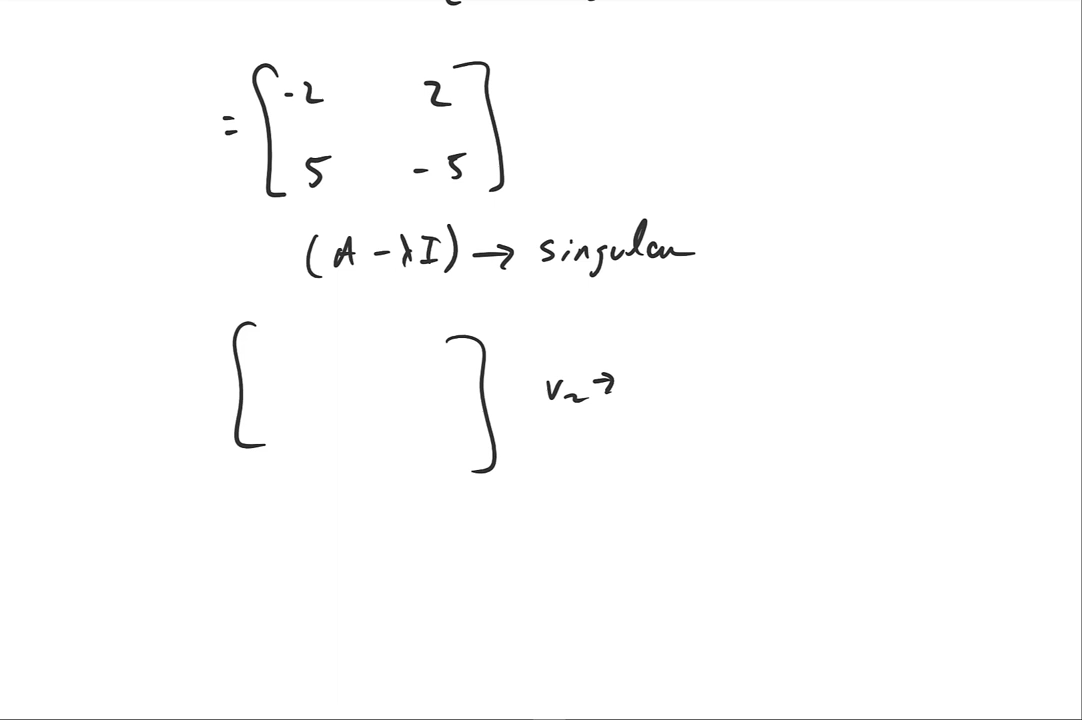 = [ -2 2
5 -5 ]
(A - λI) → singular
[ ] v₂ →